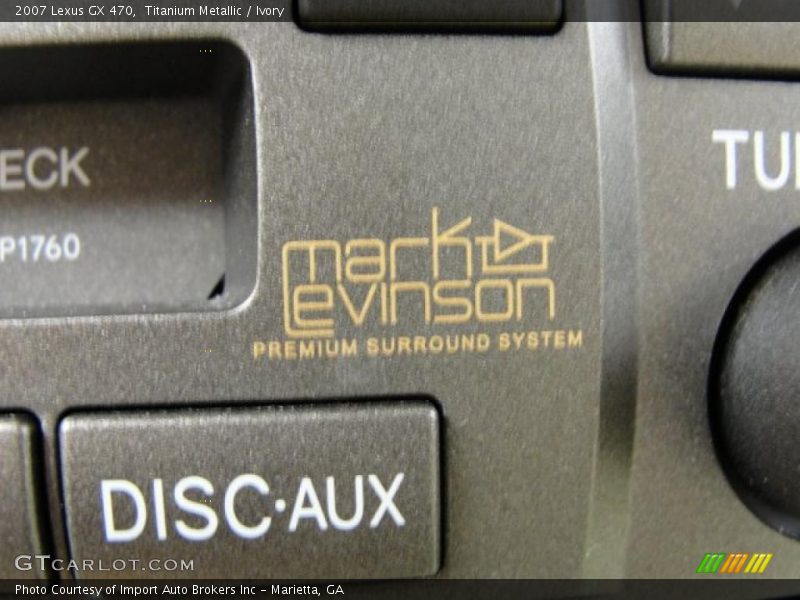 2007 Lexus GX 470, Titanium Metallic / Ivory
ECK
TU
P1760
mark
levinson
PREMIUM SURROUND SYSTEM
DISC·AUX
GTCARLOT.COM
Photo Courtesy of Import Auto Brokers Inc - Marietta, GA